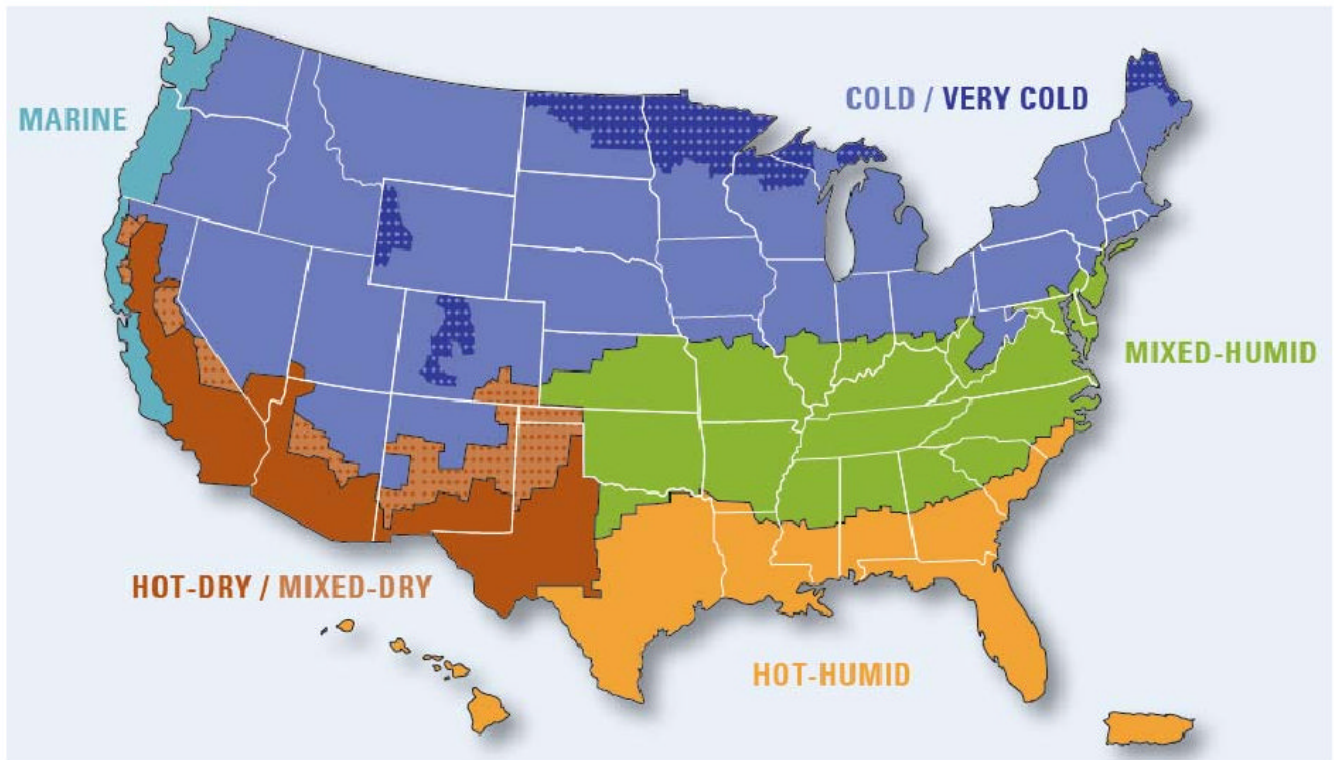 COLD / VERY COLD
MARINE
MIXED-HUMID
HOT-DRY / MIXED-DRY
HOT-HUMID